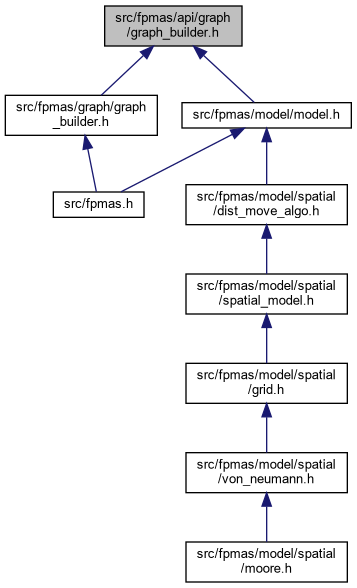 src/fpmas/api/graph
/graph_builder.h
src/fpmas/graph/graph
_builder.h
src/fpmas/model/model.h
src/fpmas.h
src/fpmas/model/spatial
/dist_move_algo.h
src/fpmas/model/spatial
/spatial_model.h
src/fpmas/model/spatial
/grid.h
src/fpmas/model/spatial
/von_neumann.h
src/fpmas/model/spatial
/moore.h